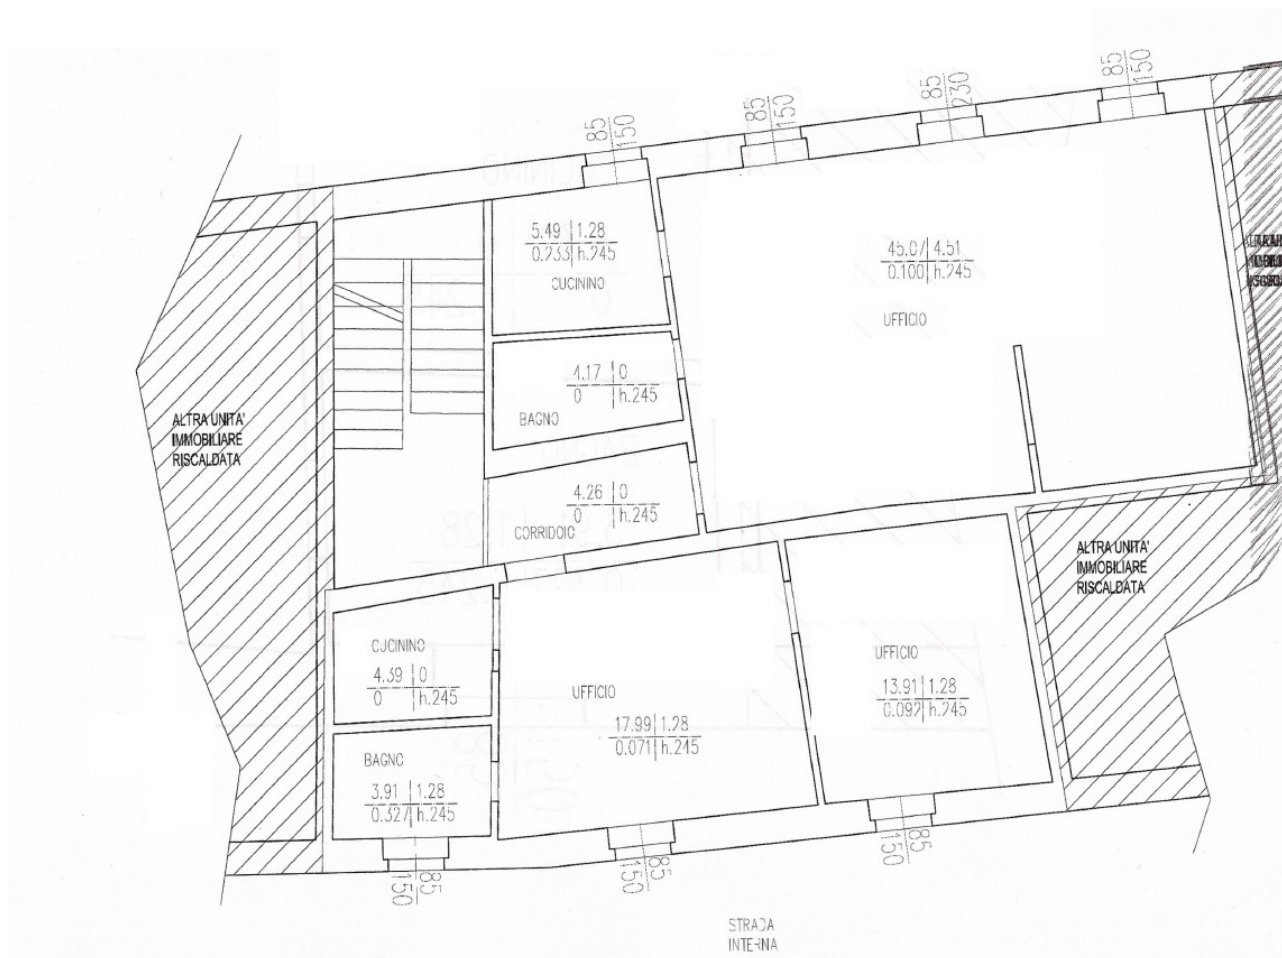 85
150
85
150
85
230
85
150
5.49 1.28
0.233 h.245
CUCININO
45.07 4.51
0.100 h.245
UFFICIO
4.17 0
0 h.245
BAGNO
ALTRA UNITA'
IMMOBILIARE
RISCALDATA
4.26 0
0 h.245
CORRIDOIO
ALTRA UNITA'
IMMOBILIARE
RISCALDATA
CUCININO
4.39 0
0 h.245
UFFICIO
17.99 1.28
0.071 h.245
UFFICIO
13.91 1.28
0.092 h.245
BAGNO
3.91 1.28
0.327 h.245
85
150
85
150
85
150
STRADA
INTERNA